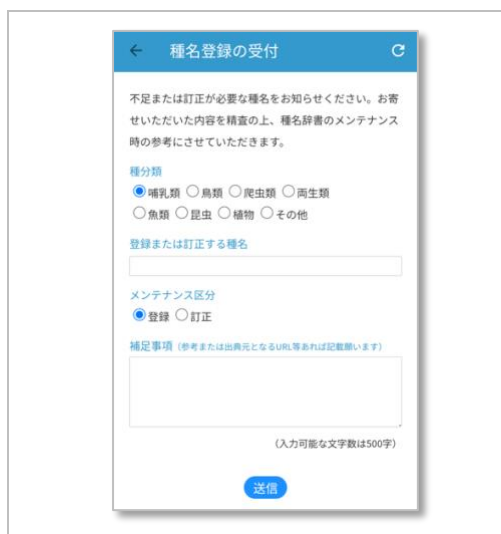 種名登録の受付
不足または訂正が必要な種名をお知らせください。お寄
せいただいた内容を精査の上、種名辞書のメンテナンス
時の参考にさせていただきます。
種分類
哺乳類 鳥類 爬虫類 両生類
魚類 昆虫 植物 その他
登録または訂正する種名
メンテナンス区分
登録 訂正
補足事項（参考または出典元となるURL等あれば記載願います）
（入力可能な文字数は500字）
送信